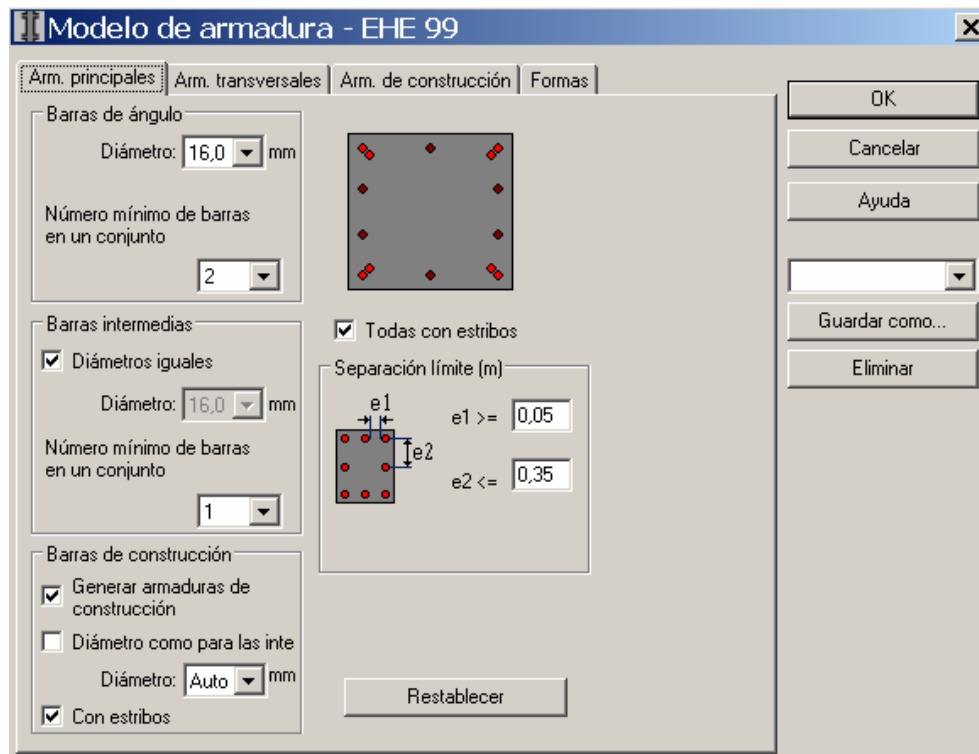 Modelo de armadura - EHE 99
Arm. principales
Arm. transversales
Arm. de construcción
Formas
Barras de ángulo
Diámetro: 16,0 mm
Número mínimo de barras
en un conjunto
2
Barras intermedias
Diámetros iguales
Diámetro: 16,0 mm
Número mínimo de barras
en un conjunto
1
Barras de construcción
Generar armaduras de
construcción
Diámetro como para las inte
Diámetro: Auto mm
Con estribos
Todas con estribos
Separación límite (m)
e1
e2
e1 >= 0,05
e2 <= 0,35
Restablecer
OK
Cancelar
Ayuda
Guardar como...
Eliminar